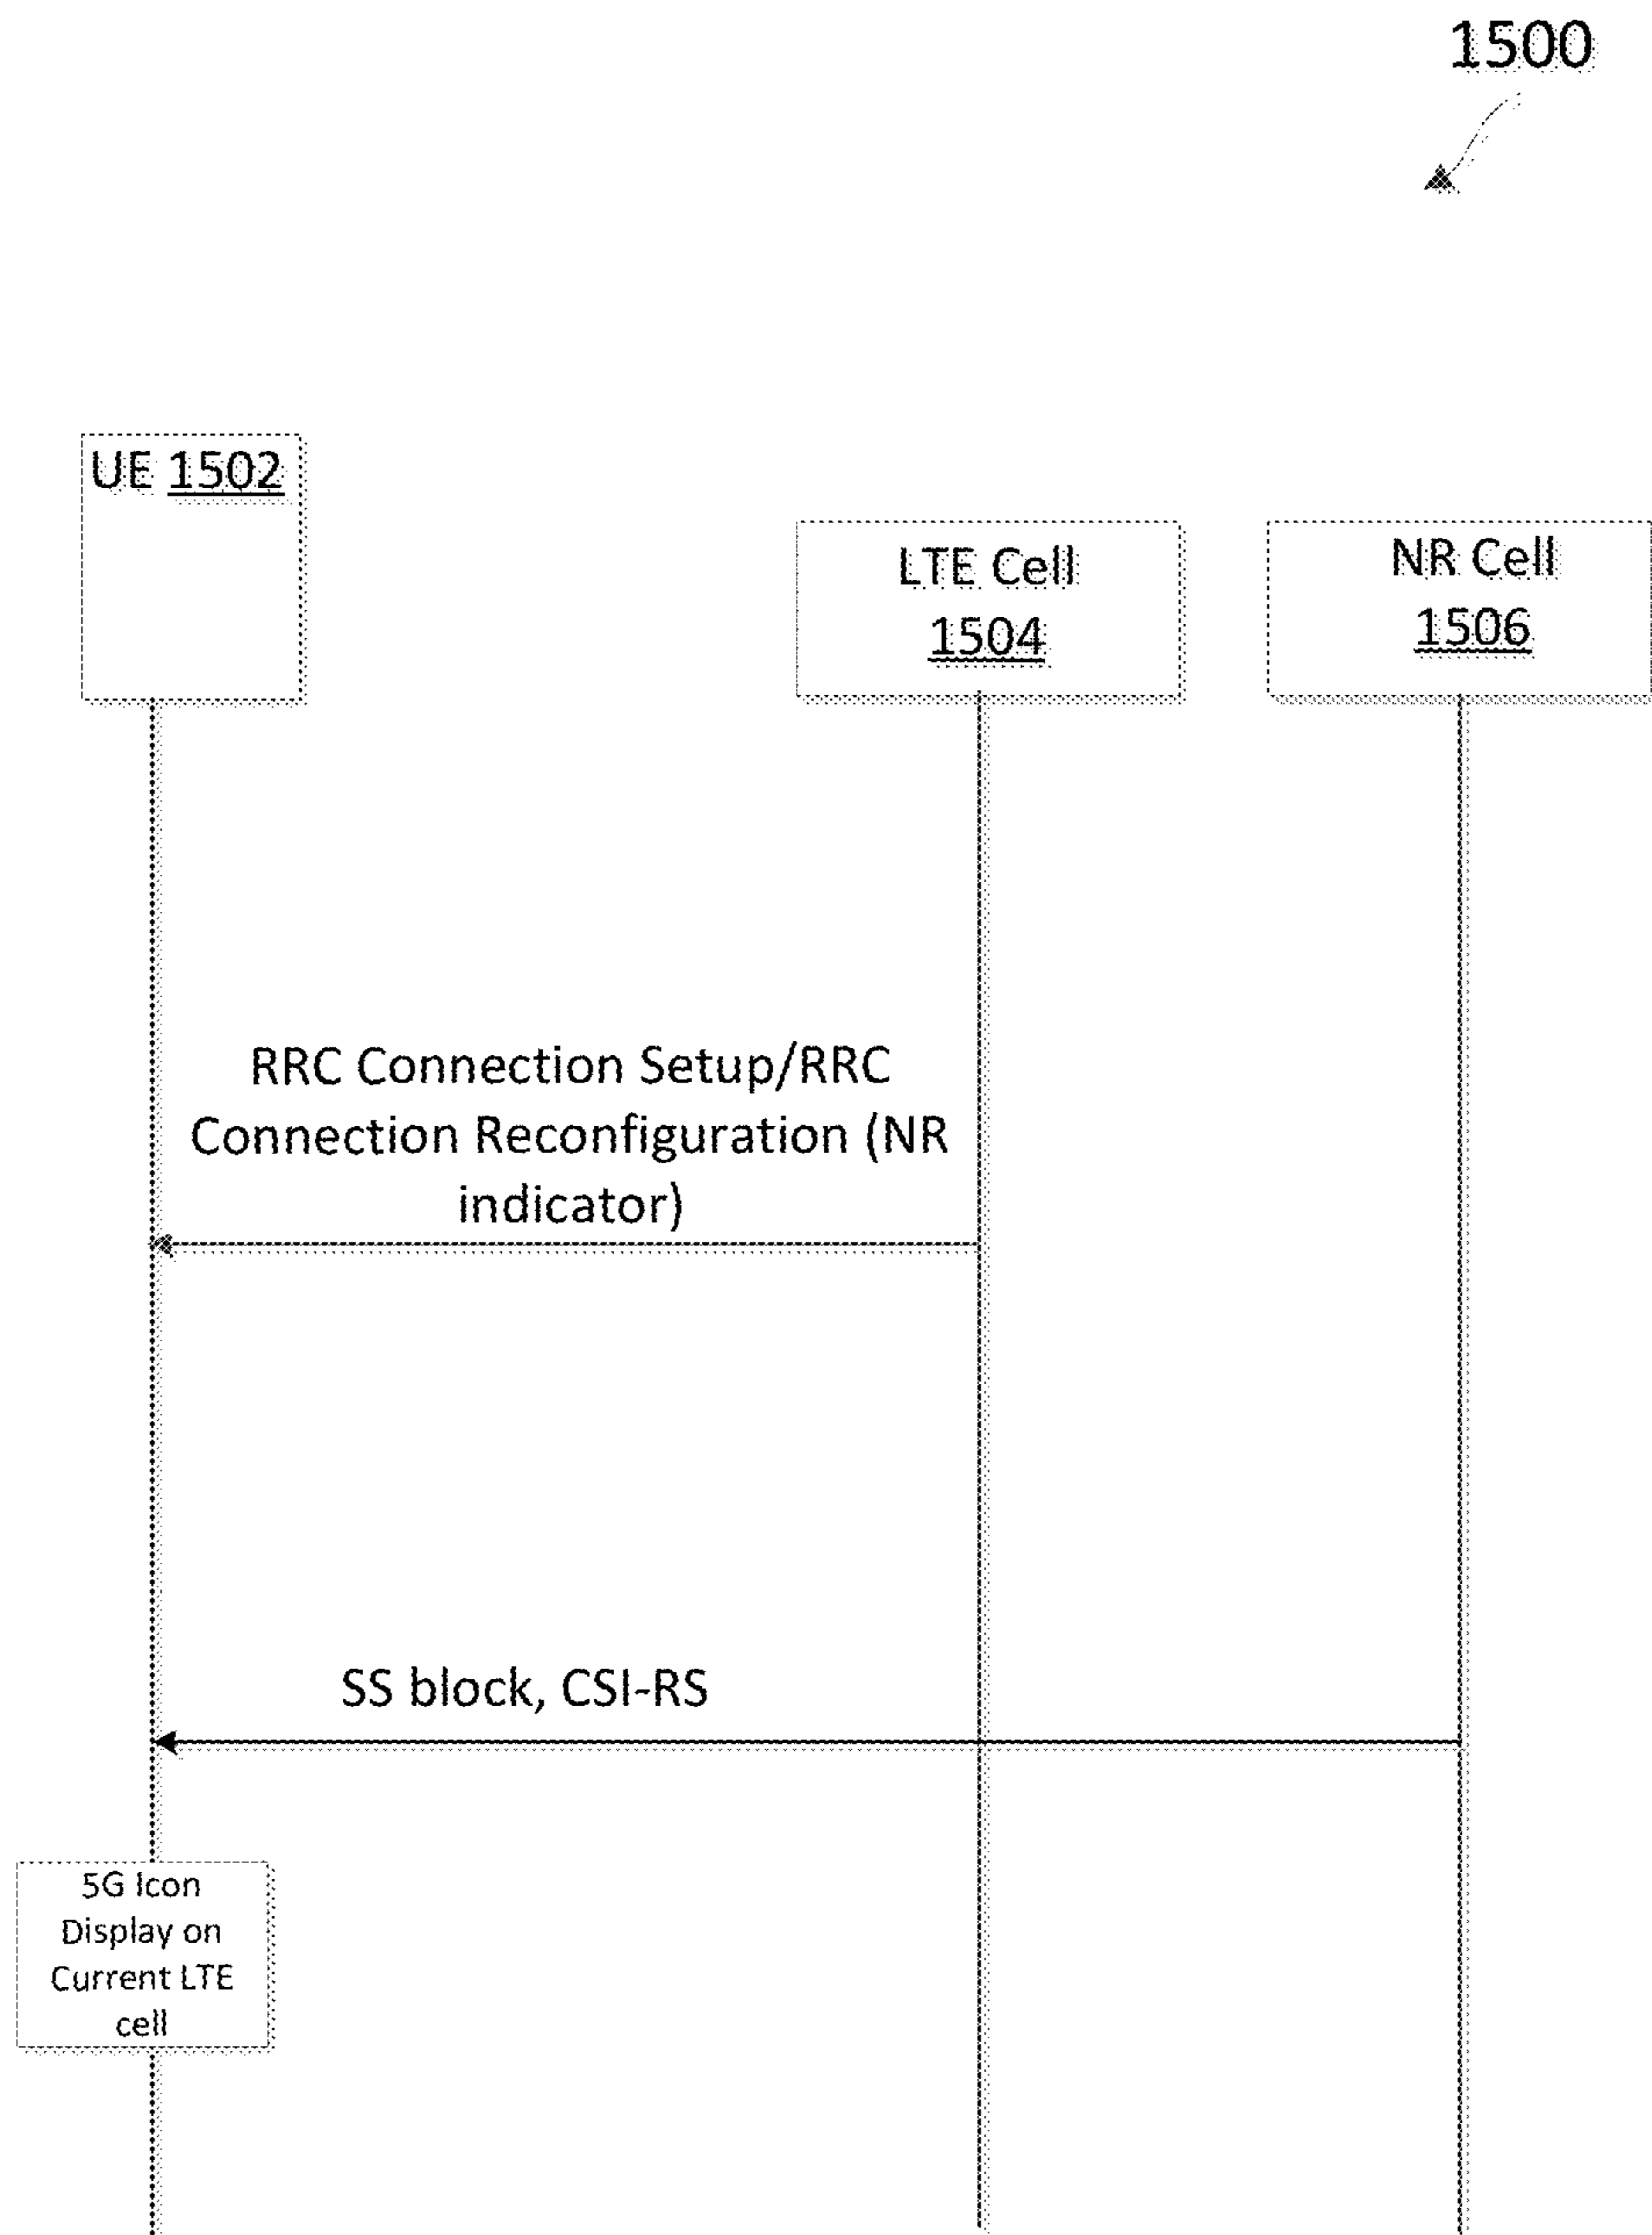 1500
UE 1502
LTE Cell
1504
NR Cell
1506
RRC Connection Setup/RRC
Connection Reconfiguration (NR
indicator)
SS block, CSI-RS
5G Icon
Display on
Current LTE
cell